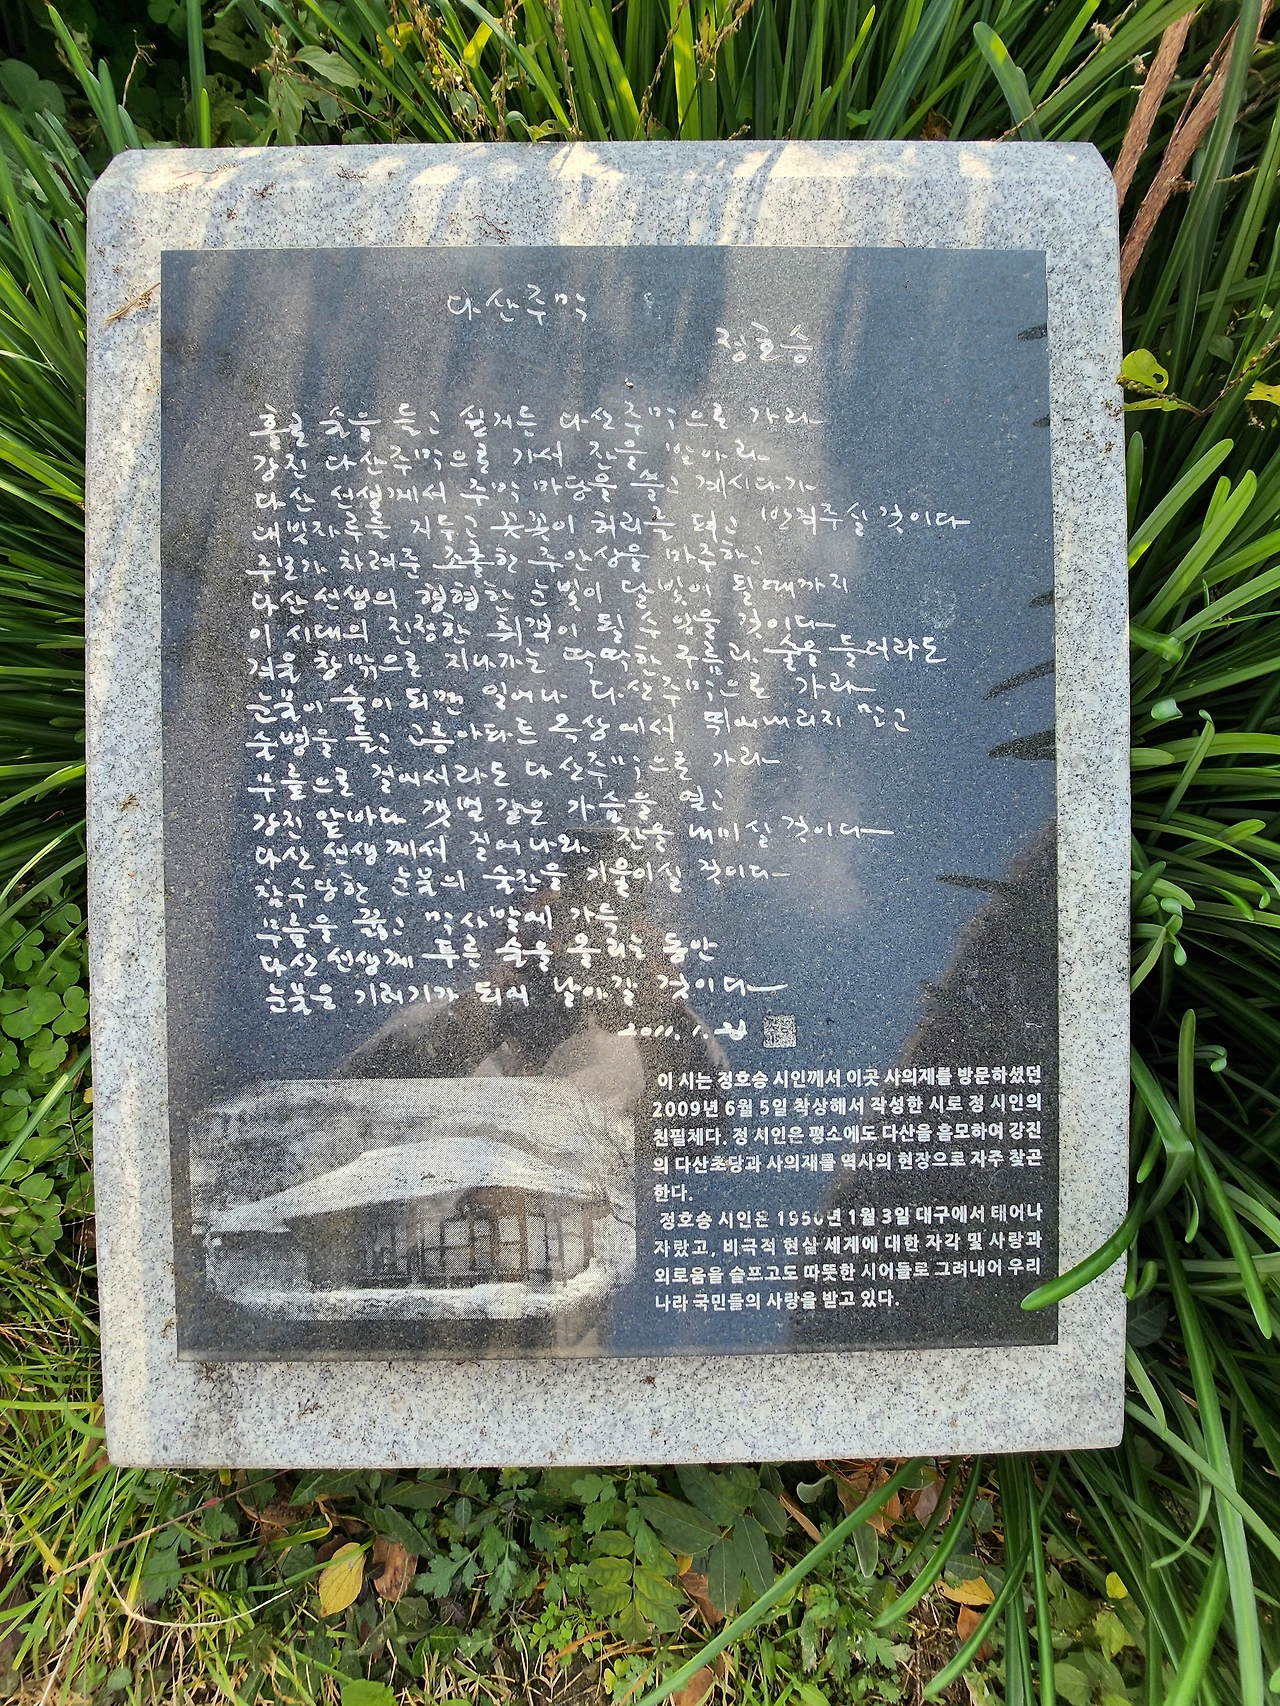 다산주막
정호승
홀로 술을 들고 싶거든 다산주막으로 가라
강진 다산주막으로 가서 잔을 받아라
다산 선생께서 주막 마당을 쓸고 계시다가
대빗자루를 거두고 꼿꼿이 허리를 펴고 반겨주실 것이다
주모가 차려준 조촐한 주안상을 마주하고
다산 선생의 형형한 눈빛이 달빛이 될 때까지
이 시대의 진정한 취객이 될 수 있을 것이다
겨울 창밖으로 지나가는 딱딱한 구름과 술을 들더라도
눈물이 술이 되면 일어나 다산주막으로 가라
술병을 들고 고층아파트 옥상에서 뛰어내리지 말고
무릎으로 걸어서라도 다산주막으로 가라
강진 앞바다 갯벌 같은 가슴을 열고
다산 선생께서 걸어나와 잔을 내미실 것이다
참수당한 눈물의 술잔을 기울이실 것이다
무릎을 꿇고 막사발에 가득
다산 선생께 푸른 술을 올리는 동안
눈물은 기러기가 되어 날아갈 것이다
2011. 1.
이 시는 정호승 시인께서 이곳 사의재를 방문하셨던
2009년 6월 5일 착상해서 작성한 시로 정 시인의
친필체다. 정 시인은 평소에도 다산을 흠모하여 강진
의 다산초당과 사의재를 역사의 현장으로 자주 찾곤
한다.
정호승 시인은 1950년 1월 3일 대구에서 태어나
자랐고, 비극적 현실 세계에 대한 자각 및 사랑과
외로움을 슬프고도 따뜻한 시어들로 그려내어 우리
나라 국민들의 사랑을 받고 있다.